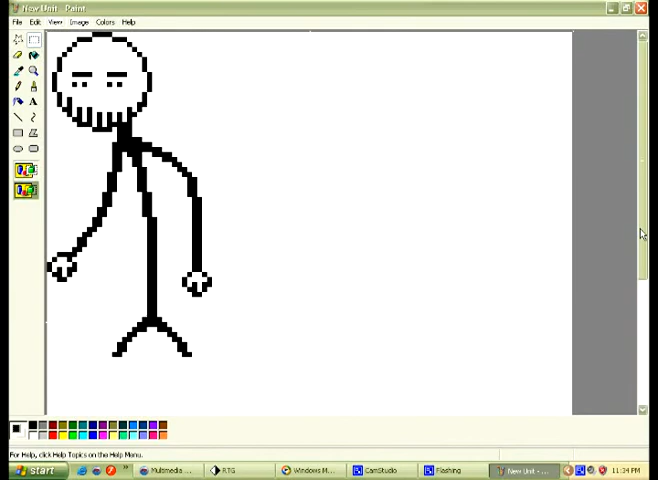 New Unit - Paint
File Edit View Image Colors Help
A
For Help, click Help Topics on the Help Menu.
start Multimedia ... RTG Windows M... CamStudio Flashing New Unit - ... 11:34 PM